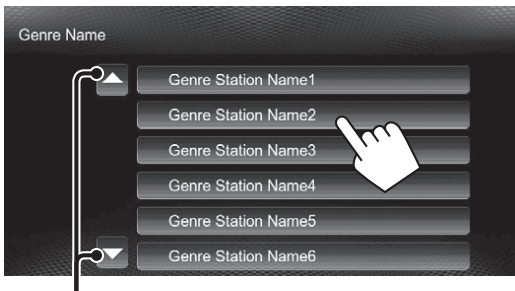 Genre Name
Genre Station Name1
Genre Station Name2
Genre Station Name3
Genre Station Name4
Genre Station Name5
Genre Station Name6